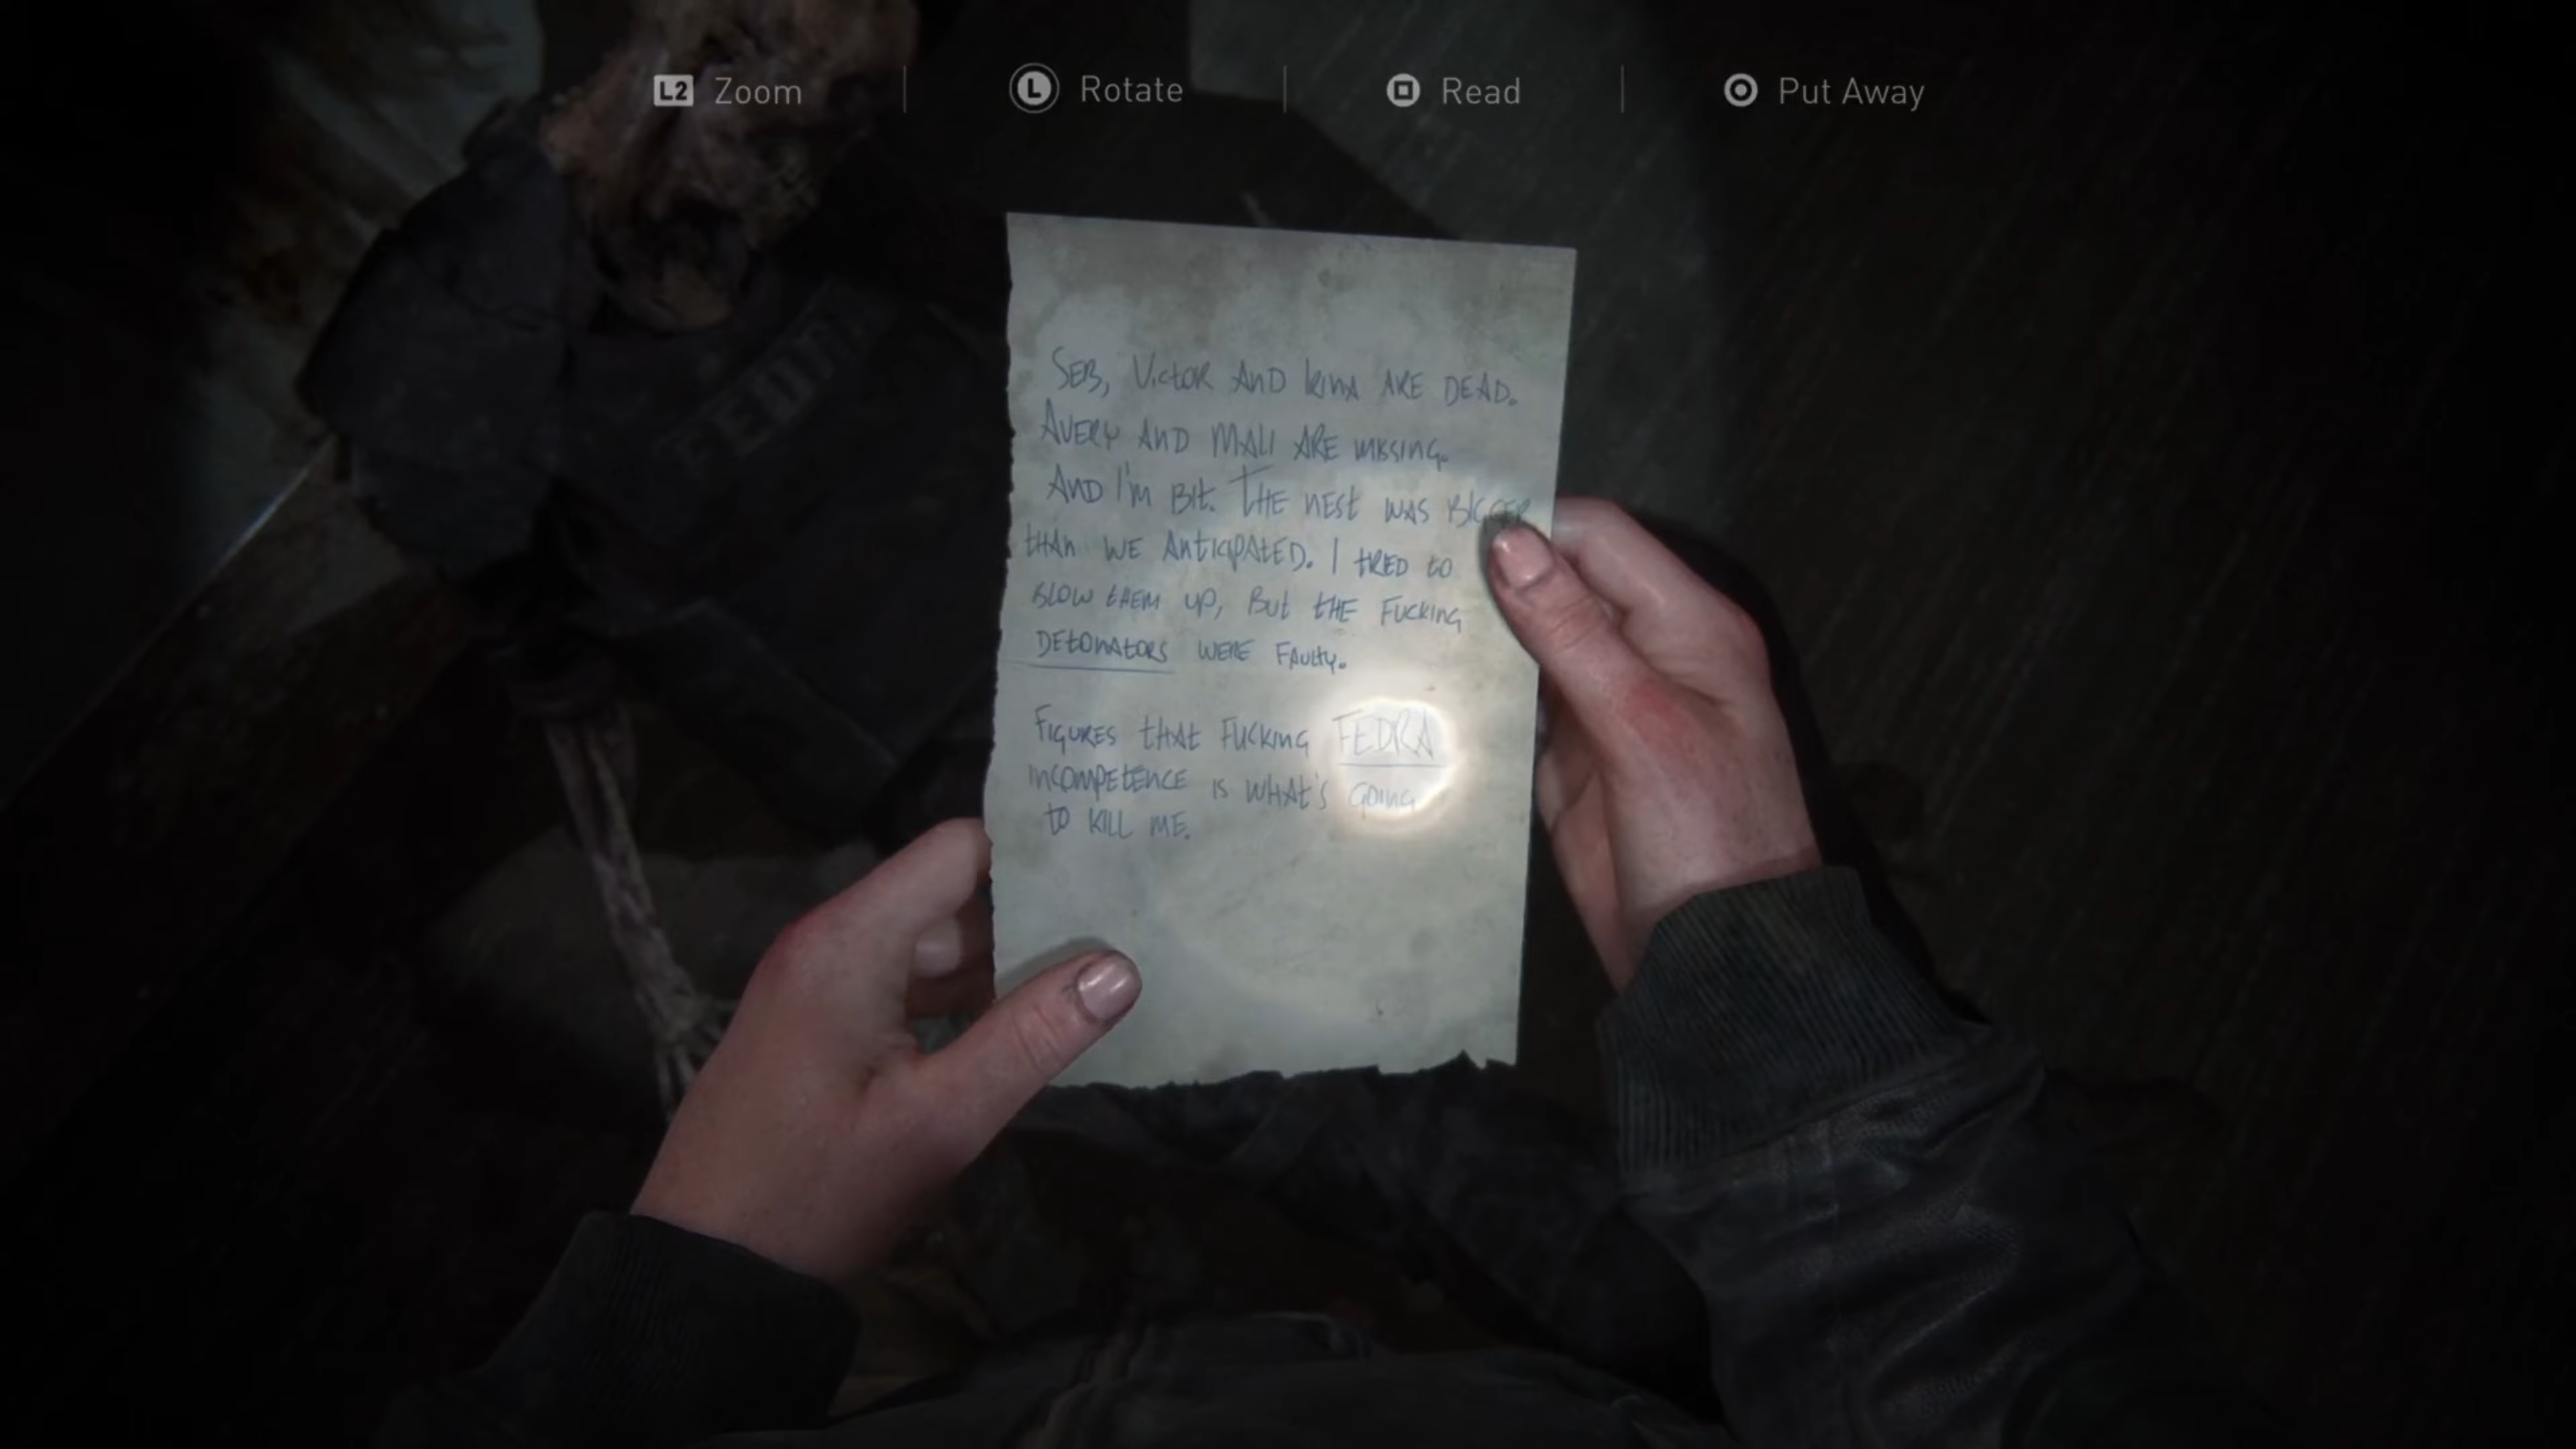 L2 Zoom
L Rotate
Read
Put Away
FEDRA
SEB, VICTOR AND IRINA ARE DEAD.
AVERY AND MALI ARE MISSING.
AND I'M BIT. THE NEST WAS BIGGER
THAN WE ANTICIPATED. I TRIED TO
BLOW THEM UP, BUT THE FUCKING
DETONATORS WERE FAULTY.
FIGURES THAT FUCKING FEDRA
INCOMPETENCE IS WHAT'S GOING
TO KILL ME.